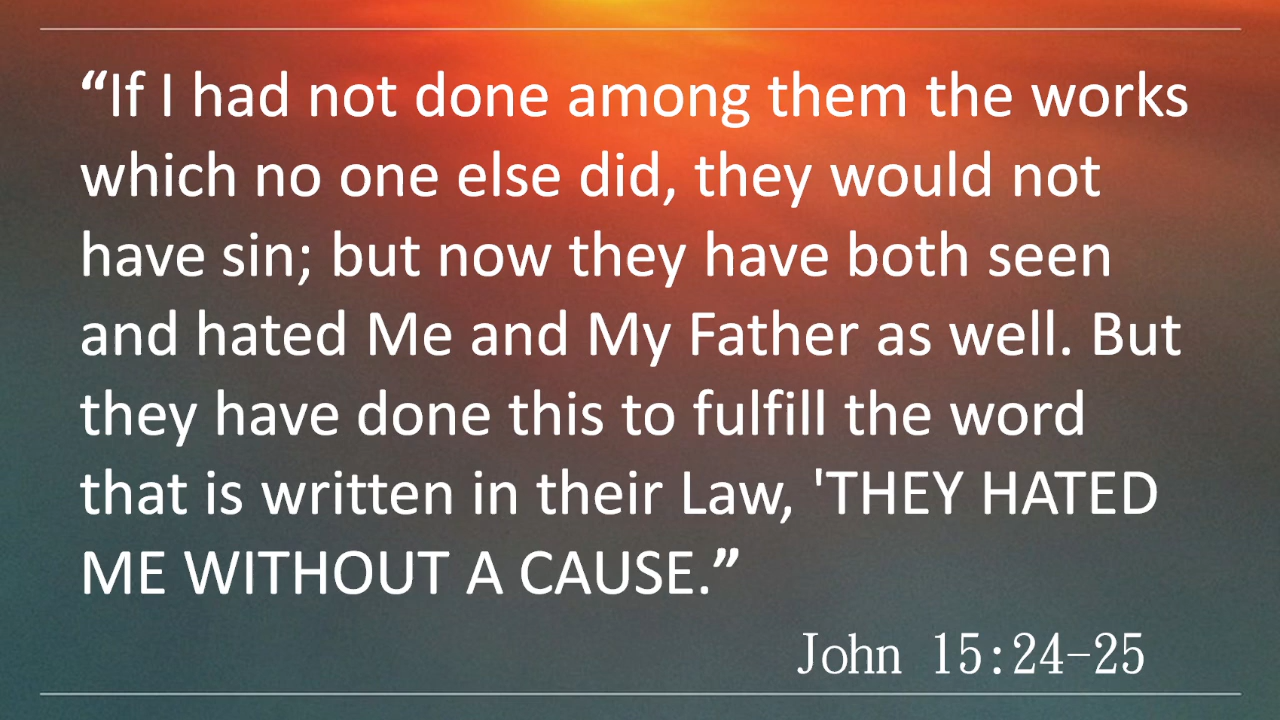 “If I had not done among them the works
which no one else did, they would not
have sin; but now they have both seen
and hated Me and My Father as well. But
they have done this to fulfill the word
that is written in their Law, 'THEY HATED
ME WITHOUT A CAUSE.”
John 15:24-25